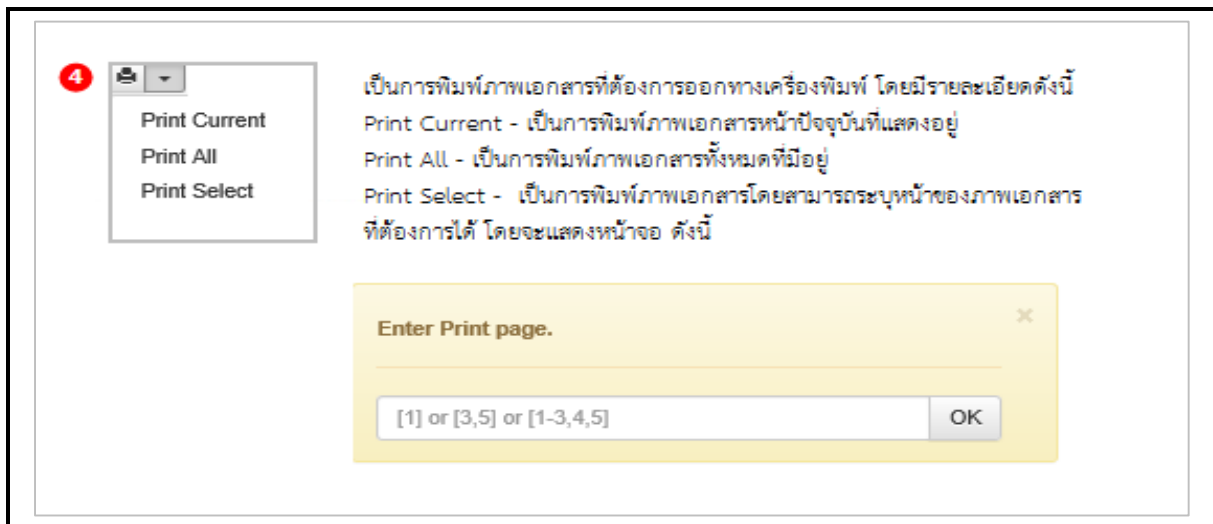 4
Print Current
Print All
Print Select
เป็นการพิมพ์ภาพเอกสารที่ต้องการออกทางเครื่องพิมพ์ โดยมีรายละเอียดดังนี้
Print Current - เป็นการพิมพ์ภาพเอกสารหน้าปัจจุบันที่แสดงอยู่
Print All - เป็นการพิมพ์ภาพเอกสารทั้งหมดที่มีอยู่
Print Select - เป็นการพิมพ์ภาพเอกสารโดยสามารถระบุหน้าของภาพเอกสาร
ที่ต้องการได้ โดยจะแสดงหน้าจอ ดังนี้
Enter Print page.
[1] or [3,5] or [1-3,4,5]
OK